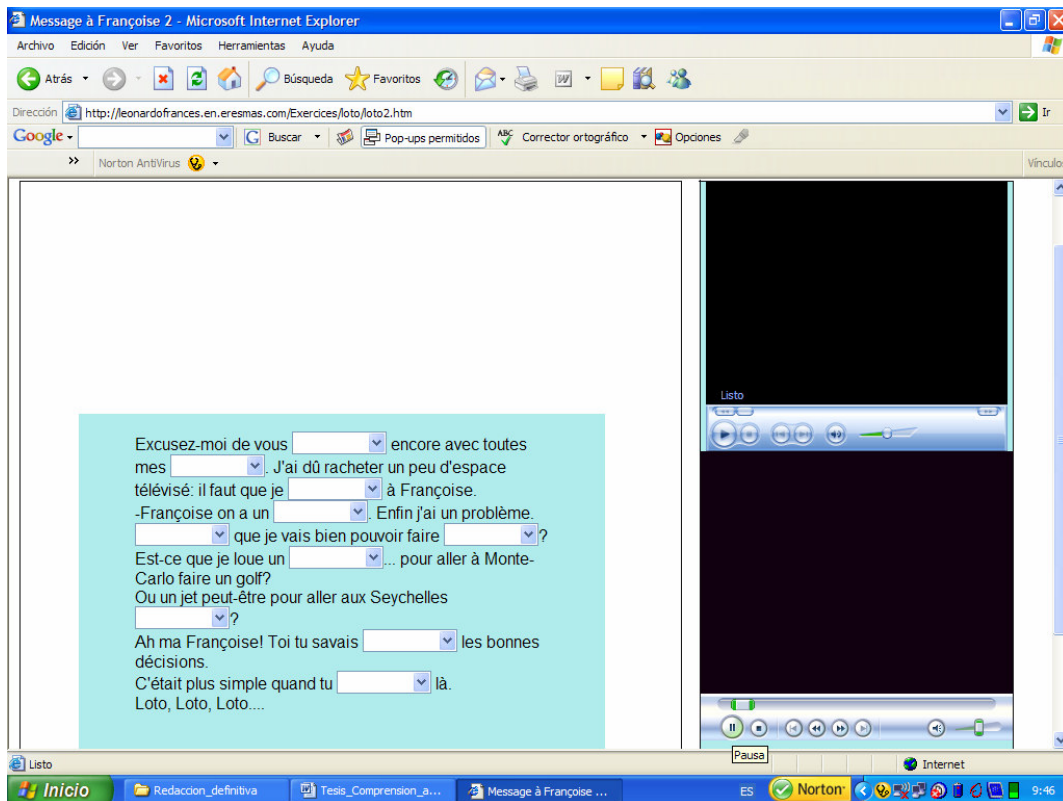 Message à Françoise 2 - Microsoft Internet Explorer
Archivo Edición Ver Favoritos Herramientas Ayuda
Atrás Búsqueda Favoritos
Dirección http://leonardofrances.en.eresmas.com/Exercices/loto/loto2.htm Ir
Google Buscar Pop-ups permitidos ABC Corrector ortográfico Opciones
» Norton AntiVirus Vínculo
Listo
Excusez-moi de vous encore avec toutes
mes . J'ai dû racheter un peu d'espace
télévisé: il faut que je à Françoise.
-Françoise on a un . Enfin j'ai un problème.
que je vais bien pouvoir faire ?
Est-ce que je loue un ... pour aller à Monte-
Carlo faire un golf?
Ou un jet peut-être pour aller aux Seychelles
?
Ah ma Françoise! Toi tu savais les bonnes
décisions.
C'était plus simple quand tu là.
Loto, Loto, Loto....
Pausa
Listo Internet
Inicio Redaccion_definitiva Tesis_Comprension_a... Message à Françoise ... ES Norton 9:46